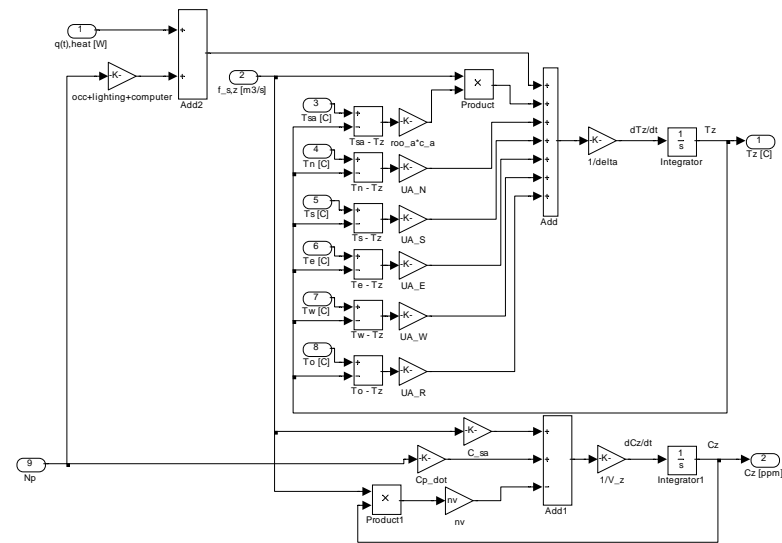 1
q(t),heat [W]
-K-
occ+lighting+computer
Add2
2
f_s,z [m3/s]
×
Product
3
Tsa [C]
Tsa - Tz
-K-
roo_a*c_a
4
Tn [C]
Tn - Tz
-K-
UA_N
5
Ts [C]
Ts - Tz
-K-
UA_S
6
Te [C]
Te - Tz
-K-
UA_E
7
Tw [C]
Tw - Tz
-K-
UA_W
8
To [C]
To - Tz
-K-
UA_R
Add
-K-
1/delta
dTz/dt
1
s
Integrator
Tz
1
Tz [C]
9
Np
-K-
C_sa
-K-
Cp_dot
×
Product1
nv
nv
Add1
-K-
1/V_z
dCz/dt
1
s
Integrator1
Cz
2
Cz [ppm]